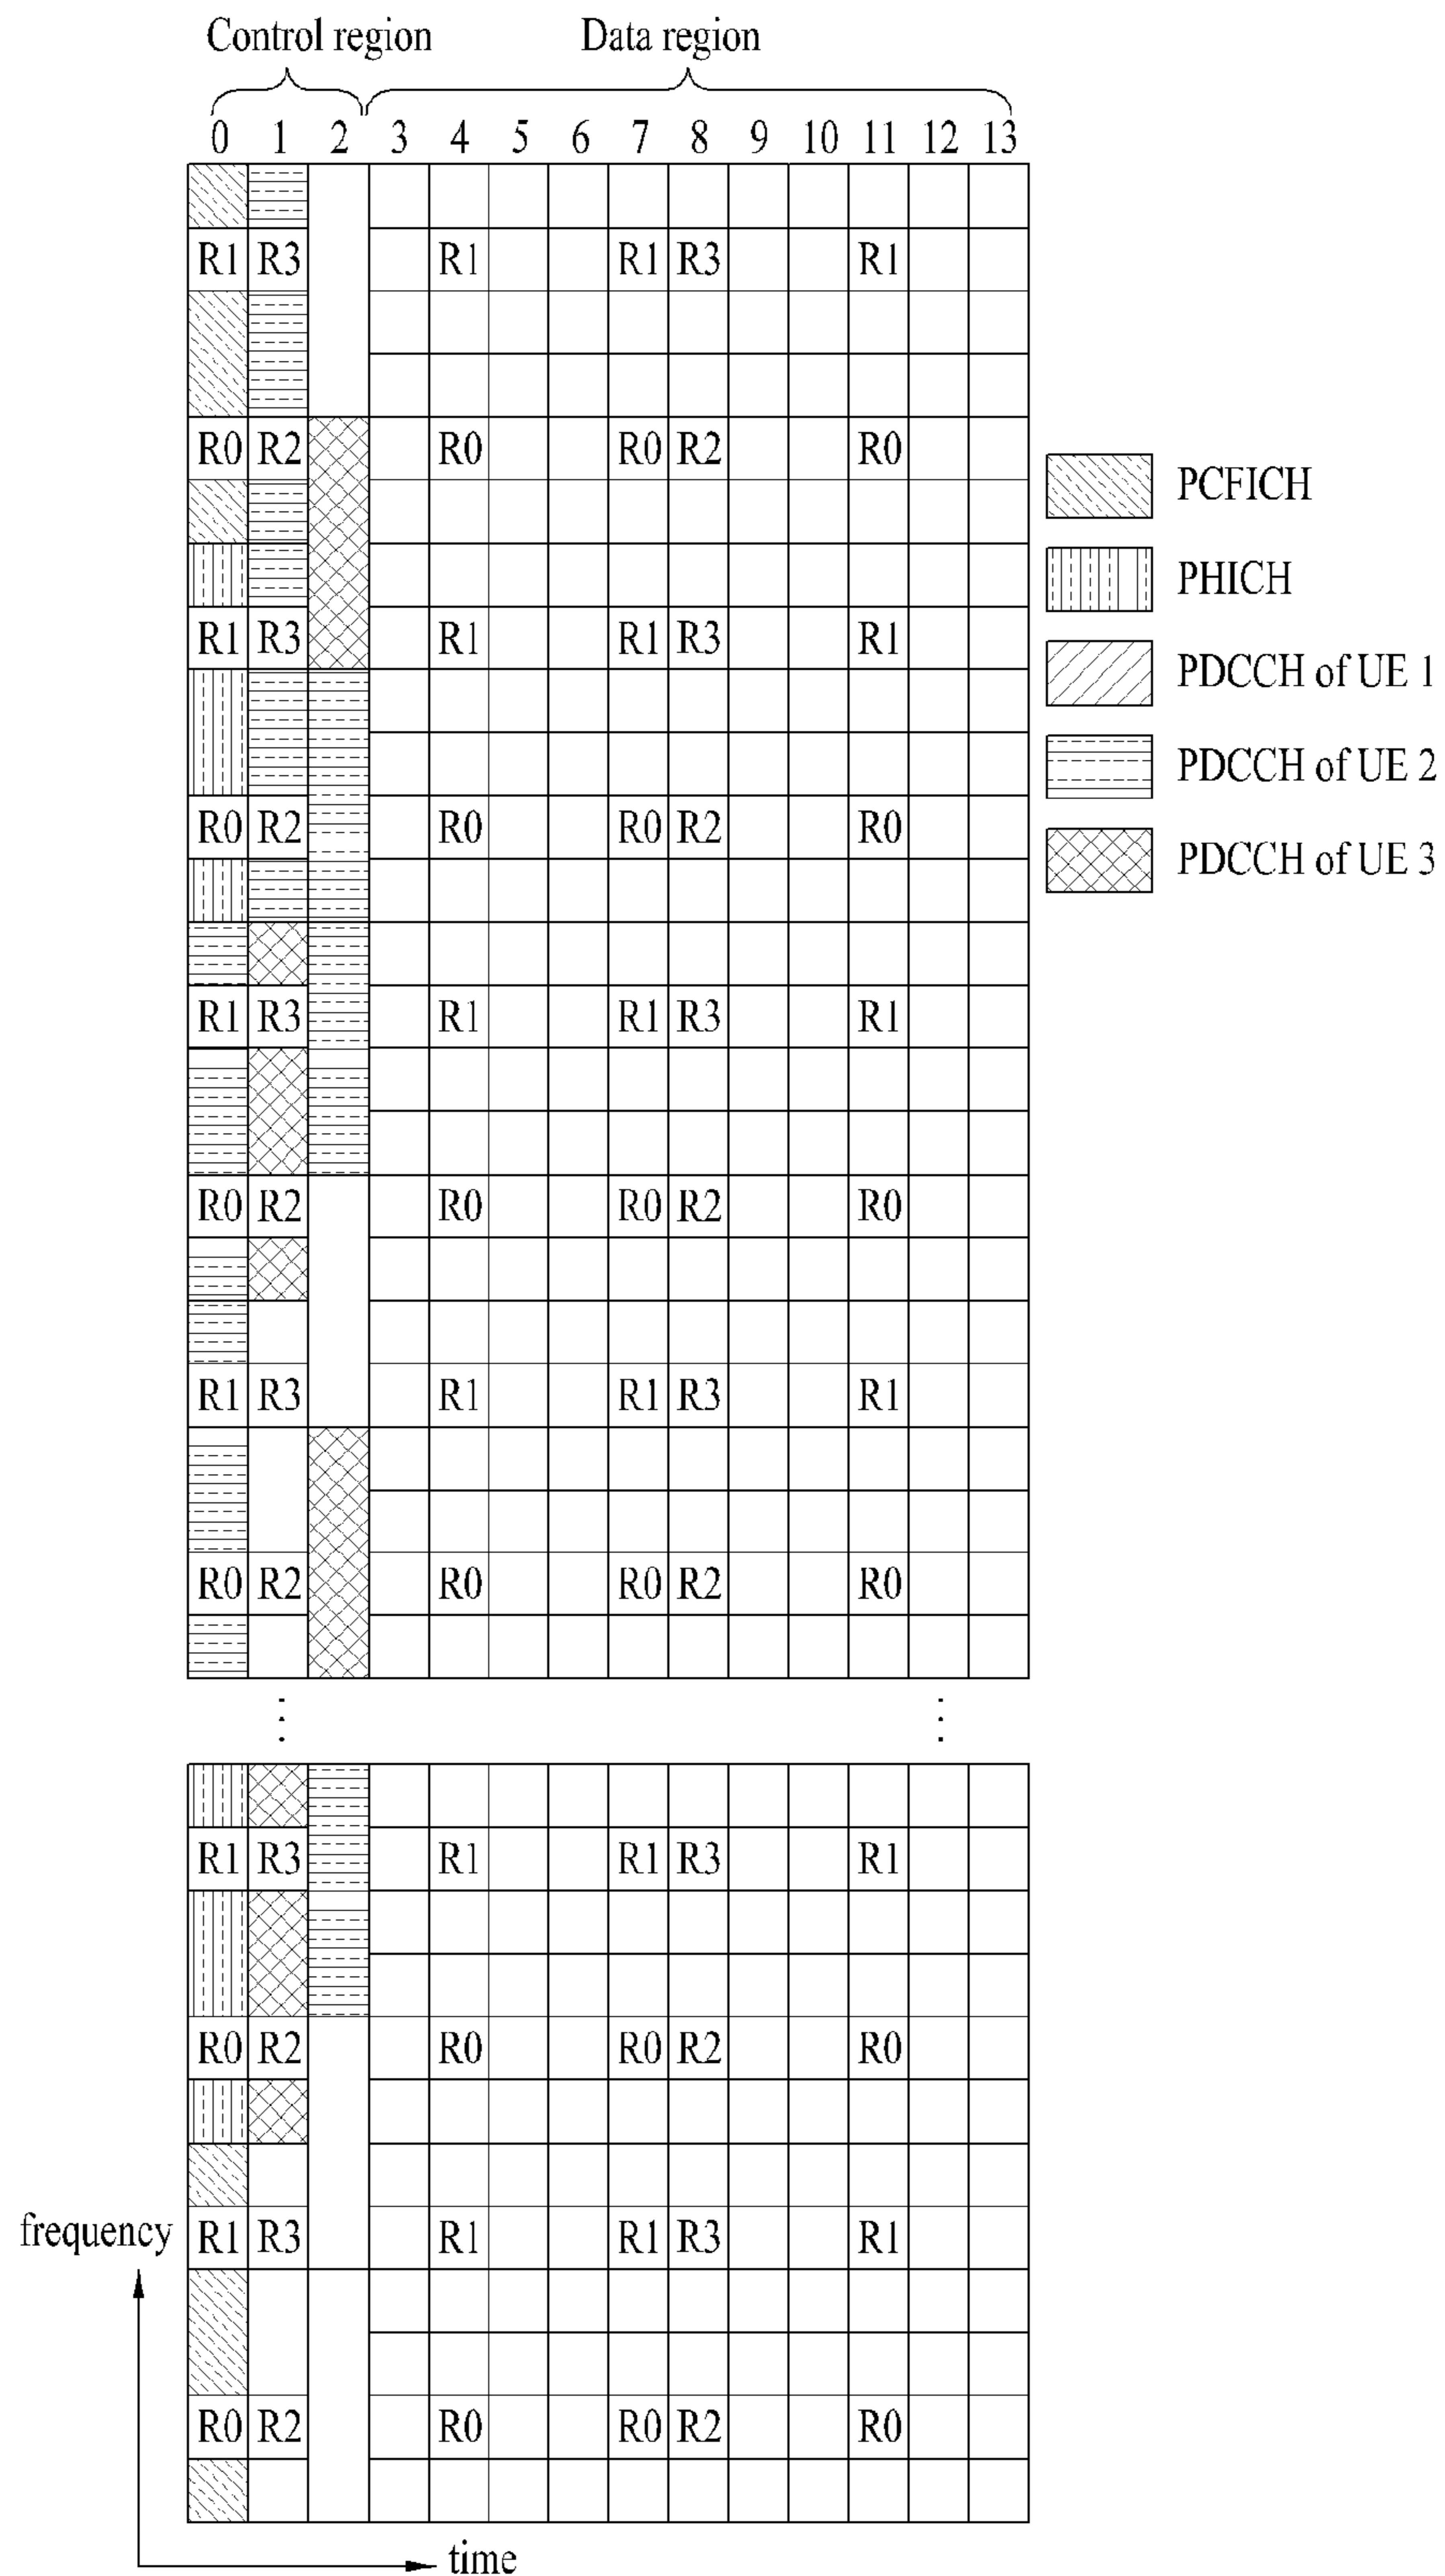 Control region Data region
0 1 2 3 4 5 6 7 8 9 10 11 12 13
R1 R3 R1 R1 R3 R1
R0 R2 R0 R0 R2 R0
PCFICH
PHICH
R1 R3 R1 R1 R3 R1
PDCCH of UE 1
PDCCH of UE 2
R0 R2 R0 R0 R2 R0
PDCCH of UE 3
R1 R3 R1 R1 R3 R1
R0 R2 R0 R0 R2 R0
R1 R3 R1 R1 R3 R1
R0 R2 R0 R0 R2 R0
R1 R3 R1 R1 R3 R1
R0 R2 R0 R0 R2 R0
frequency R1 R3 R1 R1 R3 R1
R0 R2 R0 R0 R2 R0
time